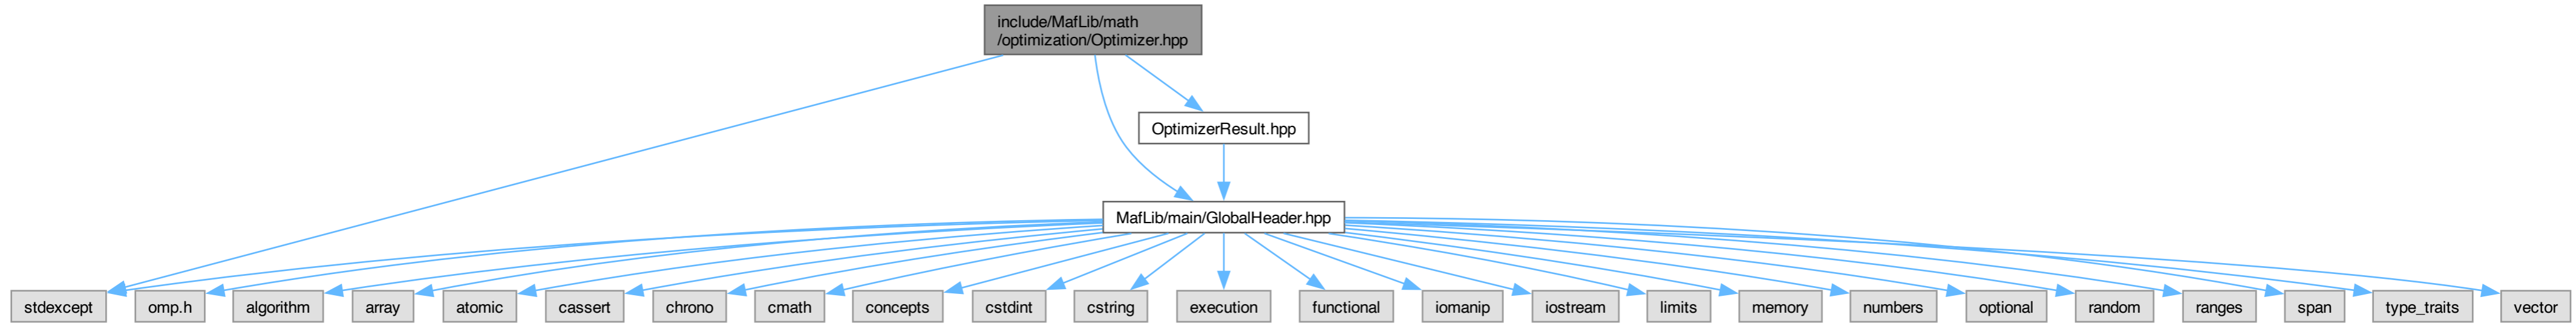 include/MafLib/math
/optimization/Optimizer.hpp
OptimizerResult.hpp
MafLib/main/GlobalHeader.hpp
stdexcept
omp.h
algorithm
array
atomic
cassert
chrono
cmath
concepts
cstdint
cstring
execution
functional
iomanip
iostream
limits
memory
numbers
optional
random
ranges
span
type_traits
vector